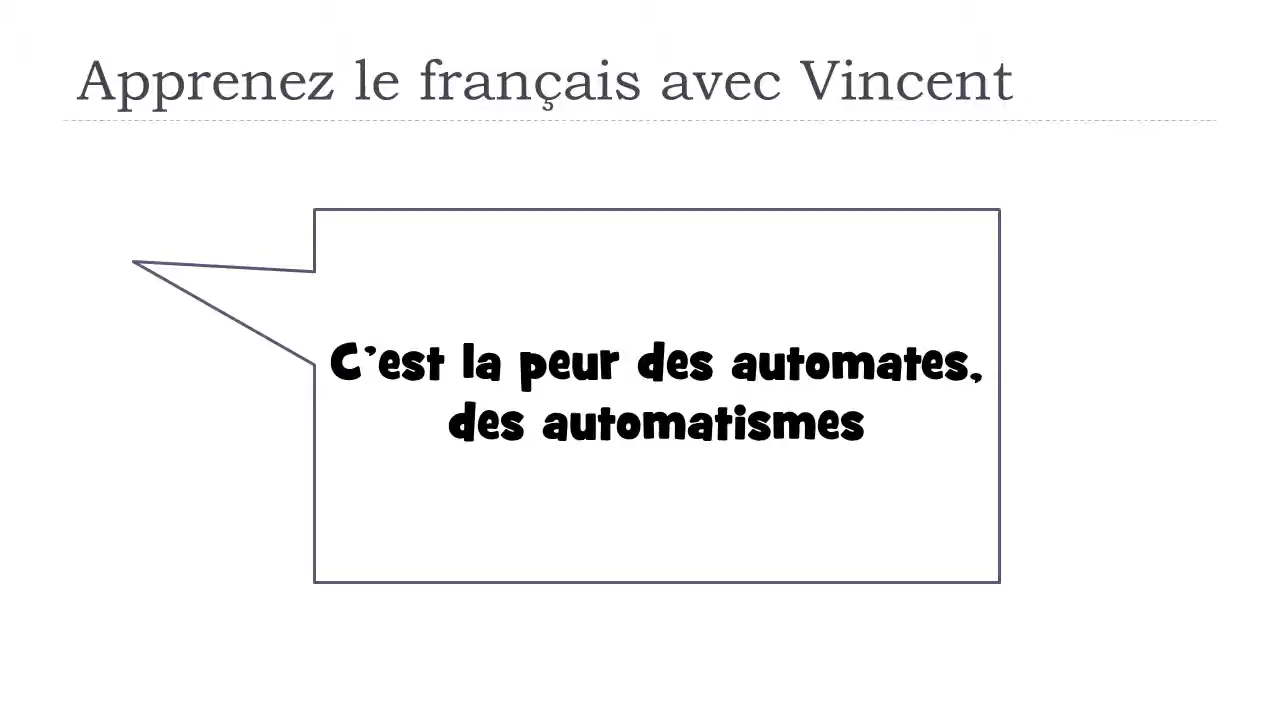 Apprenez le français avec Vincent
C'est la peur des automates,
des automatismes